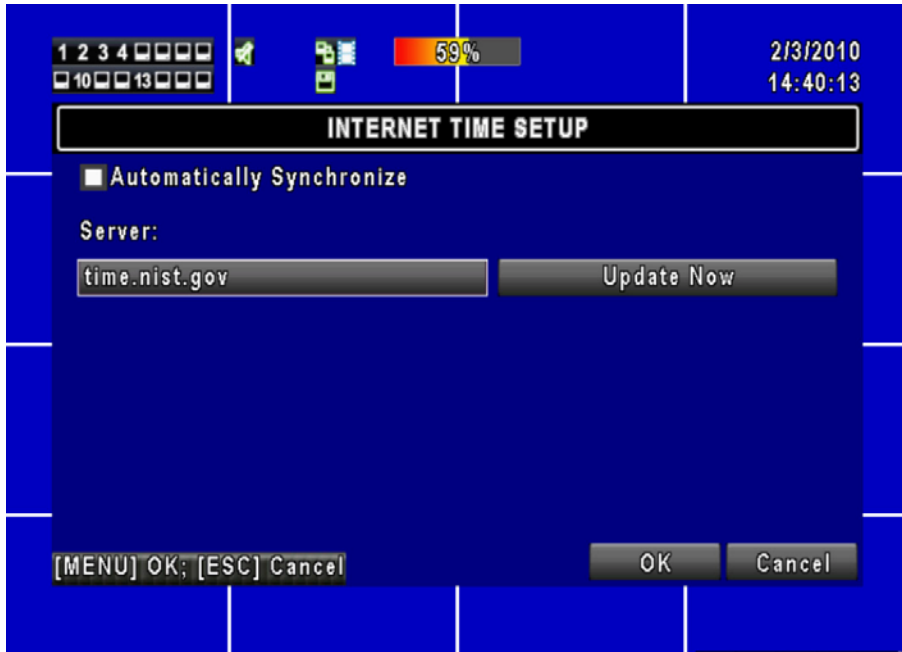 1 2 3 4
59%
2/3/2010
10 13
14:40:13
INTERNET TIME SETUP
Automatically Synchronize
Server:
time.nist.gov
Update Now
[MENU] OK; [ESC] Cancel
OK
Cancel